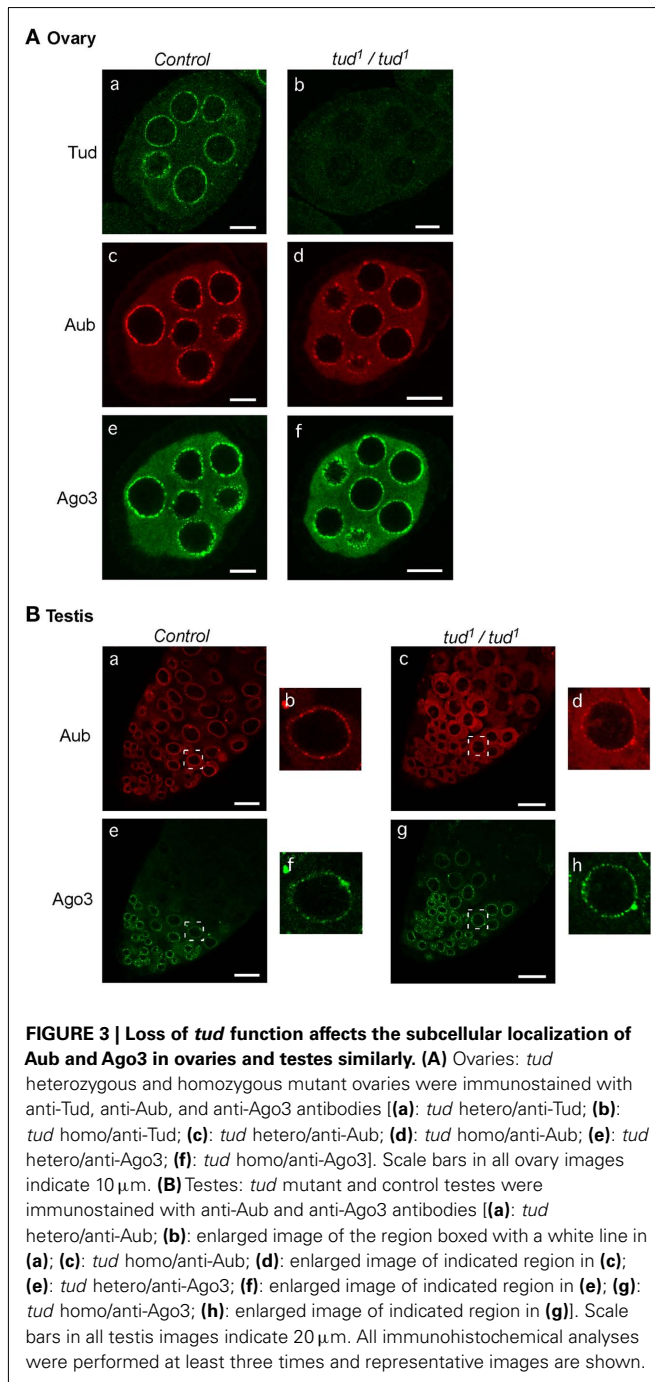 A Ovary
Control tud1 / tud1
a b
Tud
c d
Aub
e f
Ago3
B Testis
Control tud1 / tud1
a c
b d
Aub
e g
f h
Ago3
FIGURE 3 | Loss of tud function affects the subcellular localization of
Aub and Ago3 in ovaries and testes similarly. (A) Ovaries: tud
heterozygous and homozygous mutant ovaries were immunostained with
anti-Tud, anti-Aub, and anti-Ago3 antibodies [(a): tud hetero/anti-Tud; (b):
tud homo/anti-Tud; (c): tud hetero/anti-Aub; (d): tud homo/anti-Aub; (e): tud
hetero/anti-Ago3; (f): tud homo/anti-Ago3]. Scale bars in all ovary images
indicate 10 μm. (B) Testes: tud mutant and control testes were
immunostained with anti-Aub and anti-Ago3 antibodies [(a): tud
hetero/anti-Aub; (b): enlarged image of the region boxed with a white line in
(a); (c): tud homo/anti-Aub; (d): enlarged image of indicated region in (c);
(e): tud hetero/anti-Ago3; (f): enlarged image of indicated region in (e); (g):
tud homo/anti-Ago3; (h): enlarged image of indicated region in (g)]. Scale
bars in all testis images indicate 20 μm. All immunohistochemical analyses
were performed at least three times and representative images are shown.